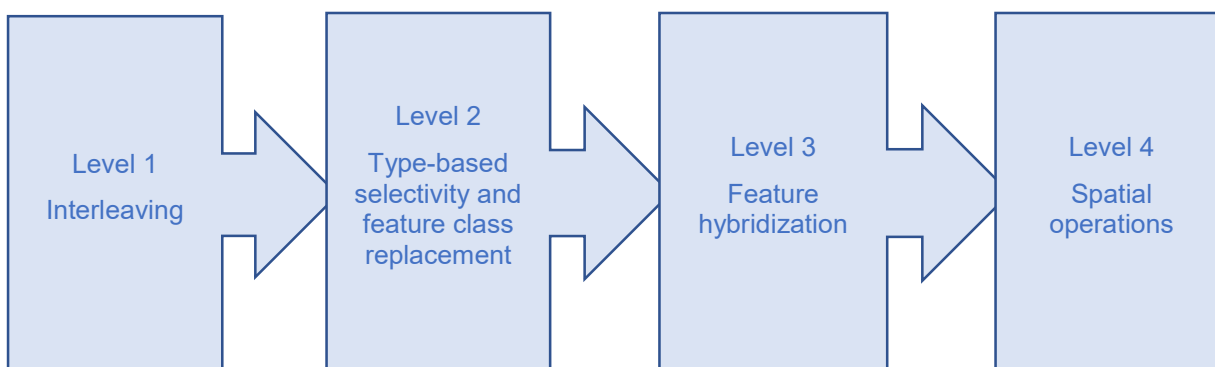 Level 1
Interleaving
Level 2
Type-based
selectivity and
feature class
replacement
Level 3
Feature
hybridization
Level 4
Spatial
operations